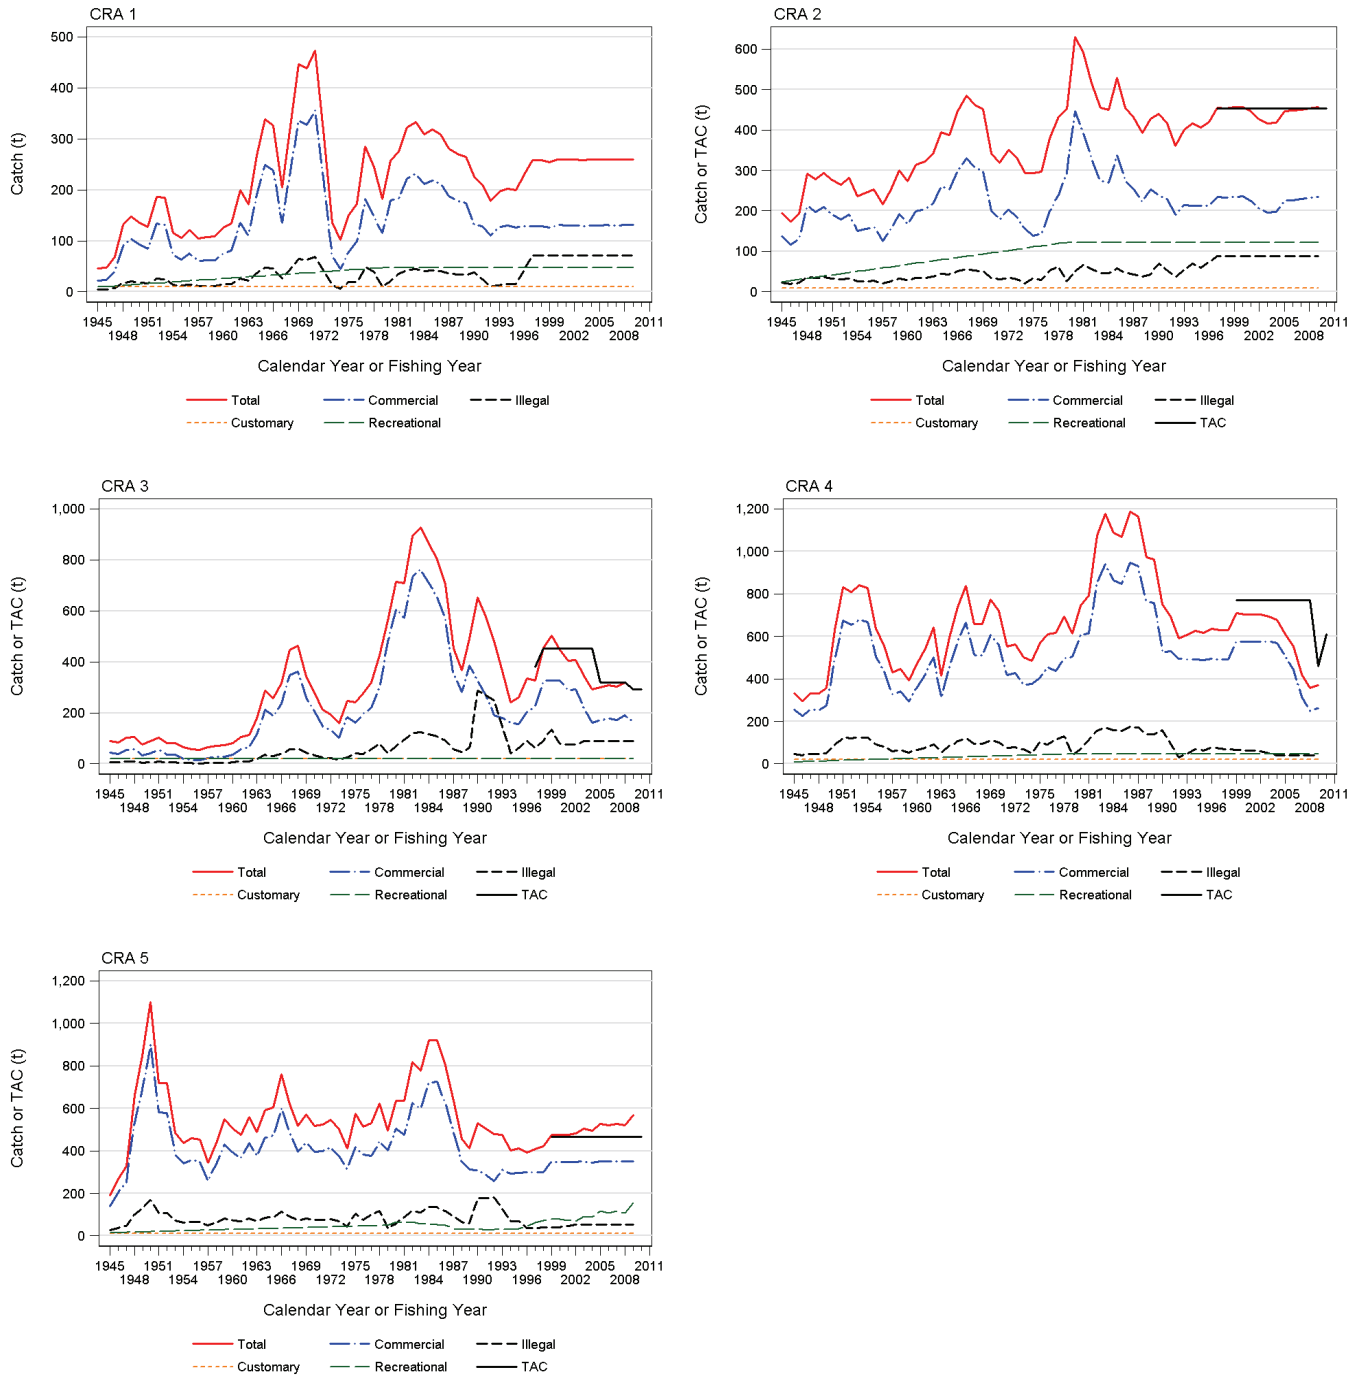 CRA 1
500
400
300
200
100
0
Catch (t)
1945 1951 1957 1963 1969 1975 1981 1987 1993 1999 2005 2011
1948 1954 1960 1966 1972 1978 1984 1990 1996 2002 2008
Calendar Year or Fishing Year
Total Commercial Illegal
Customary Recreational
CRA 2
600
500
400
300
200
100
0
Catch or TAC (t)
1945 1951 1957 1963 1969 1975 1981 1987 1993 1999 2005 2011
1948 1954 1960 1966 1972 1978 1984 1990 1996 2002 2008
Calendar Year or Fishing Year
Total Commercial Illegal
Customary Recreational TAC
CRA 3
1,000
800
600
400
200
0
Catch or TAC (t)
1945 1951 1957 1963 1969 1975 1981 1987 1993 1999 2005 2011
1948 1954 1960 1966 1972 1978 1984 1990 1996 2002 2008
Calendar Year or Fishing Year
Total Commercial Illegal
Customary Recreational TAC
CRA 4
1,200
1,000
800
600
400
200
0
Catch or TAC (t)
1945 1951 1957 1963 1969 1975 1981 1987 1993 1999 2005 2011
1948 1954 1960 1966 1972 1978 1984 1990 1996 2002 2008
Calendar Year or Fishing Year
Total Commercial Illegal
Customary Recreational TAC
CRA 5
1,200
1,000
800
600
400
200
0
Catch or TAC (t)
1945 1951 1957 1963 1969 1975 1981 1987 1993 1999 2005 2011
1948 1954 1960 1966 1972 1978 1984 1990 1996 2002 2008
Calendar Year or Fishing Year
Total Commercial Illegal
Customary Recreational TAC